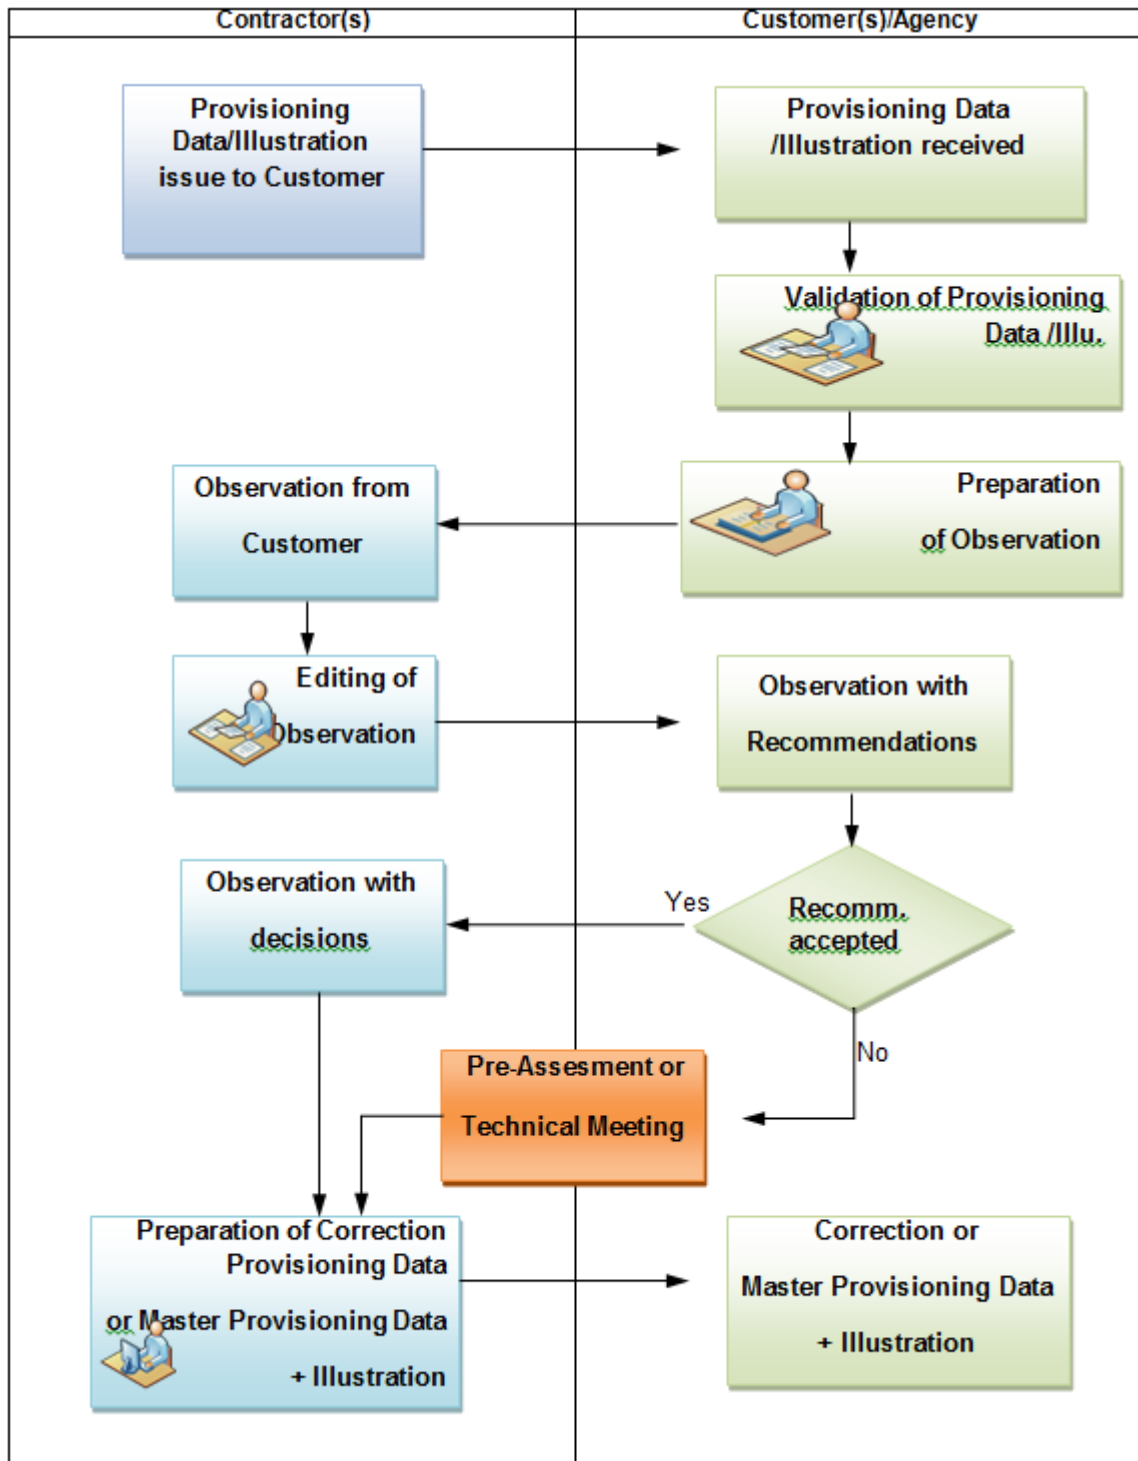 Contractor(s)
Customer(s)/Agency
Provisioning
Data/Illustration
issue to Customer
Provisioning Data
/Illustration received
Validation of Provisioning
Data /Illu.
Preparation
of Observation
Observation from
Customer
Editing of
Observation
Observation with
Recommendations
Recomm.
accepted
Yes
No
Observation with
decisions
Pre-Assesment or
Technical Meeting
Preparation of Correction
Provisioning Data
or Master Provisioning Data
+ Illustration
Correction or
Master Provisioning Data
+ Illustration